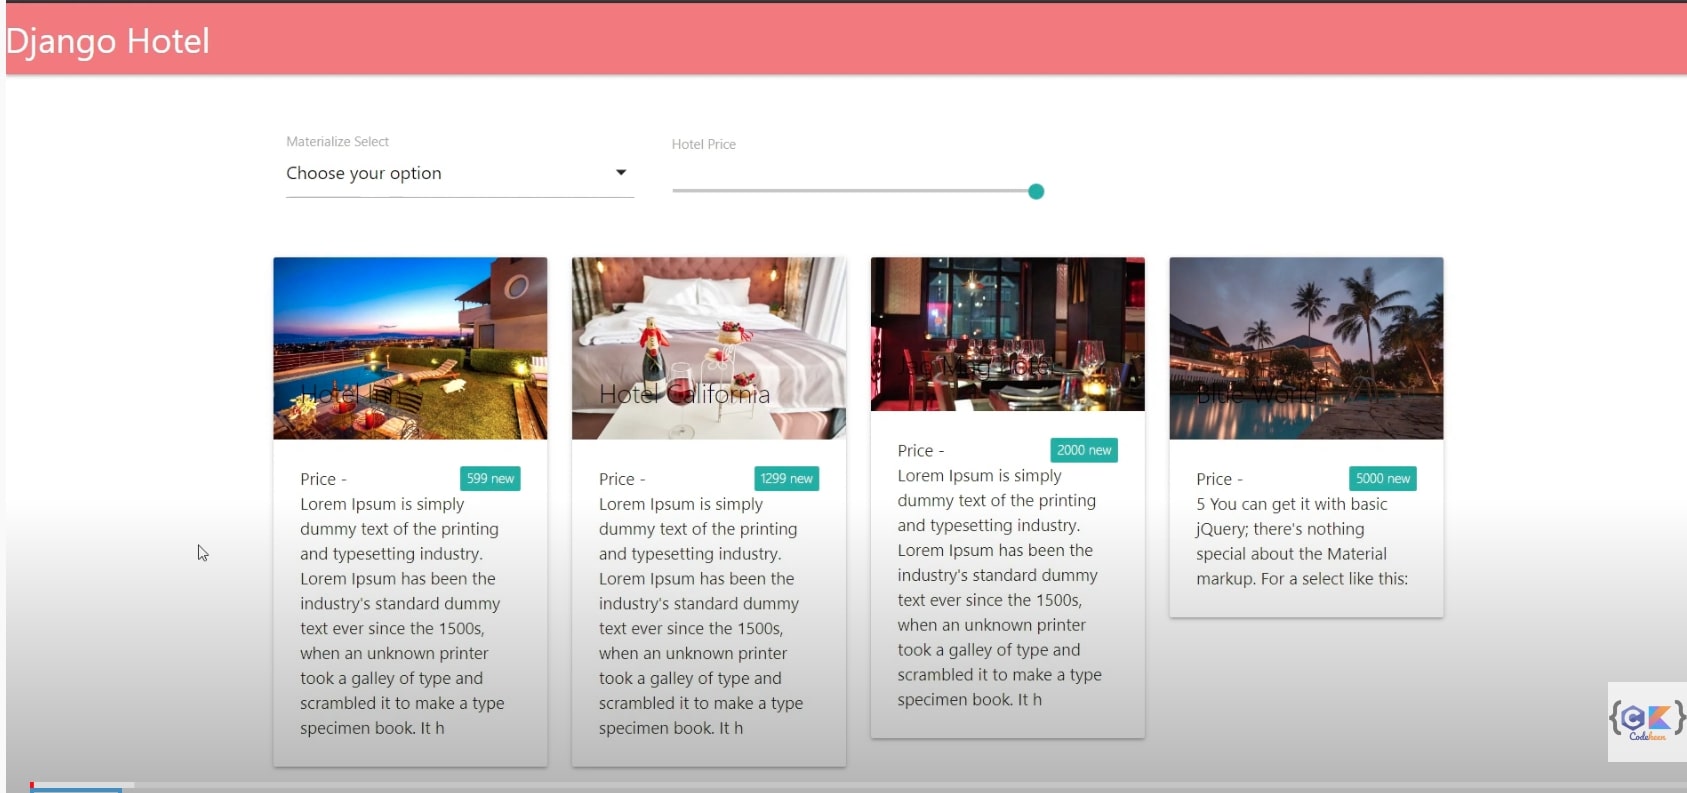 Django Hotel
Materialize Select
Choose your option
Hotel Price
Hotel Inn
Price -
599 new
Lorem Ipsum is simply
dummy text of the printing
and typesetting industry.
Lorem Ipsum has been the
industry's standard dummy
text ever since the 1500s,
when an unknown printer
took a galley of type and
scrambled it to make a type
specimen book. It h
Hotel California
Price -
1299 new
Lorem Ipsum is simply
dummy text of the printing
and typesetting industry.
Lorem Ipsum has been the
industry's standard dummy
text ever since the 1500s,
when an unknown printer
took a galley of type and
scrambled it to make a type
specimen book. It h
Hotel
Price -
2000 new
Lorem Ipsum is simply
dummy text of the printing
and typesetting industry.
Lorem Ipsum has been the
industry's standard dummy
text ever since the 1500s,
when an unknown printer
took a galley of type and
scrambled it to make a type
specimen book. It h
Blue World
Price -
5000 new
5 You can get it with basic
jQuery; there's nothing
special about the Material
markup. For a select like this:
{CK}
Codekeen